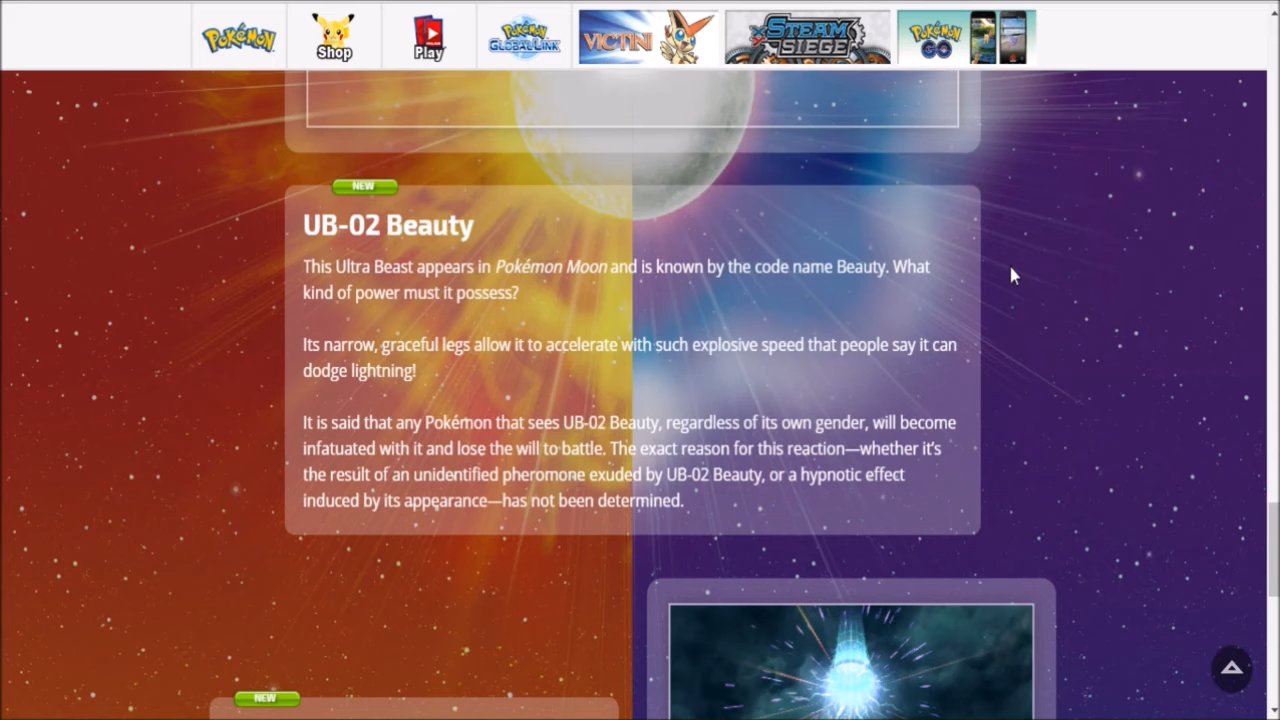 Pokémon
Shop
Play
Pokémon
Global Link
VICTINI
STEAM
SIEGE
Pokémon
GO
NEW
UB-02 Beauty
This Ultra Beast appears in Pokémon Moon and is known by the code name Beauty. What
kind of power must it possess?
Its narrow, graceful legs allow it to accelerate with such explosive speed that people say it can
dodge lightning!
It is said that any Pokémon that sees UB-02 Beauty, regardless of its own gender, will become
infatuated with it and lose the will to battle. The exact reason for this reaction—whether it's
the result of an unidentified pheromone exuded by UB-02 Beauty, or a hypnotic effect
induced by its appearance—has not been determined.
NEW